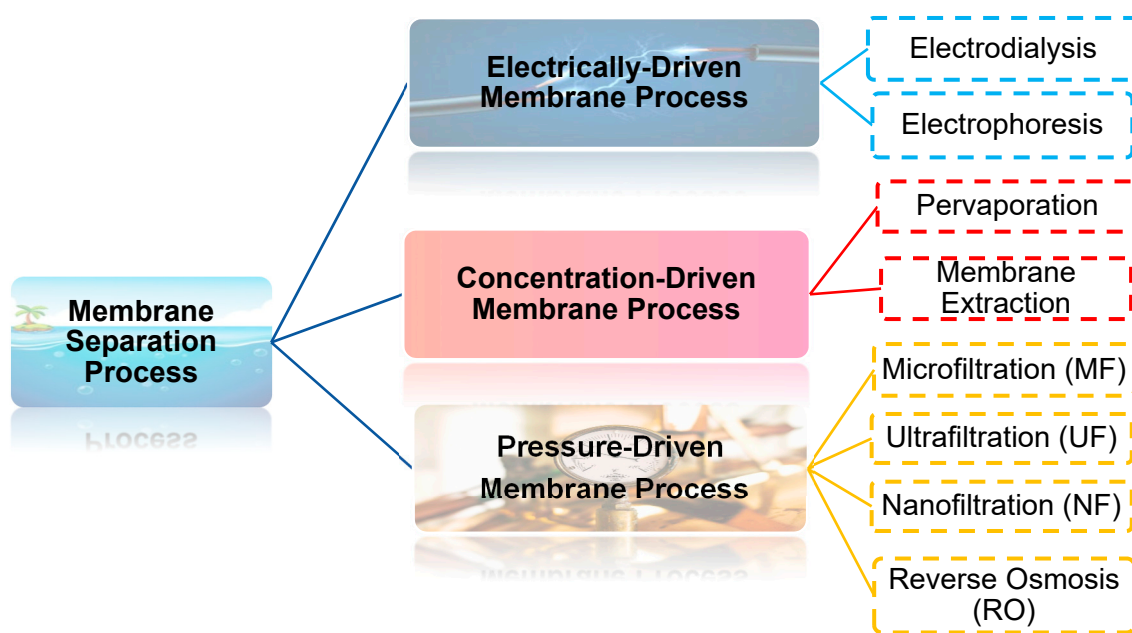 Membrane
Separation
Process
Electrically-Driven
Membrane Process
Electrodialysis
Electrophoresis
Concentration-Driven
Membrane Process
Pervaporation
Membrane
Extraction
Pressure-Driven
Membrane Process
Microfiltration (MF)
Ultrafiltration (UF)
Nanofiltration (NF)
Reverse Osmosis
(RO)